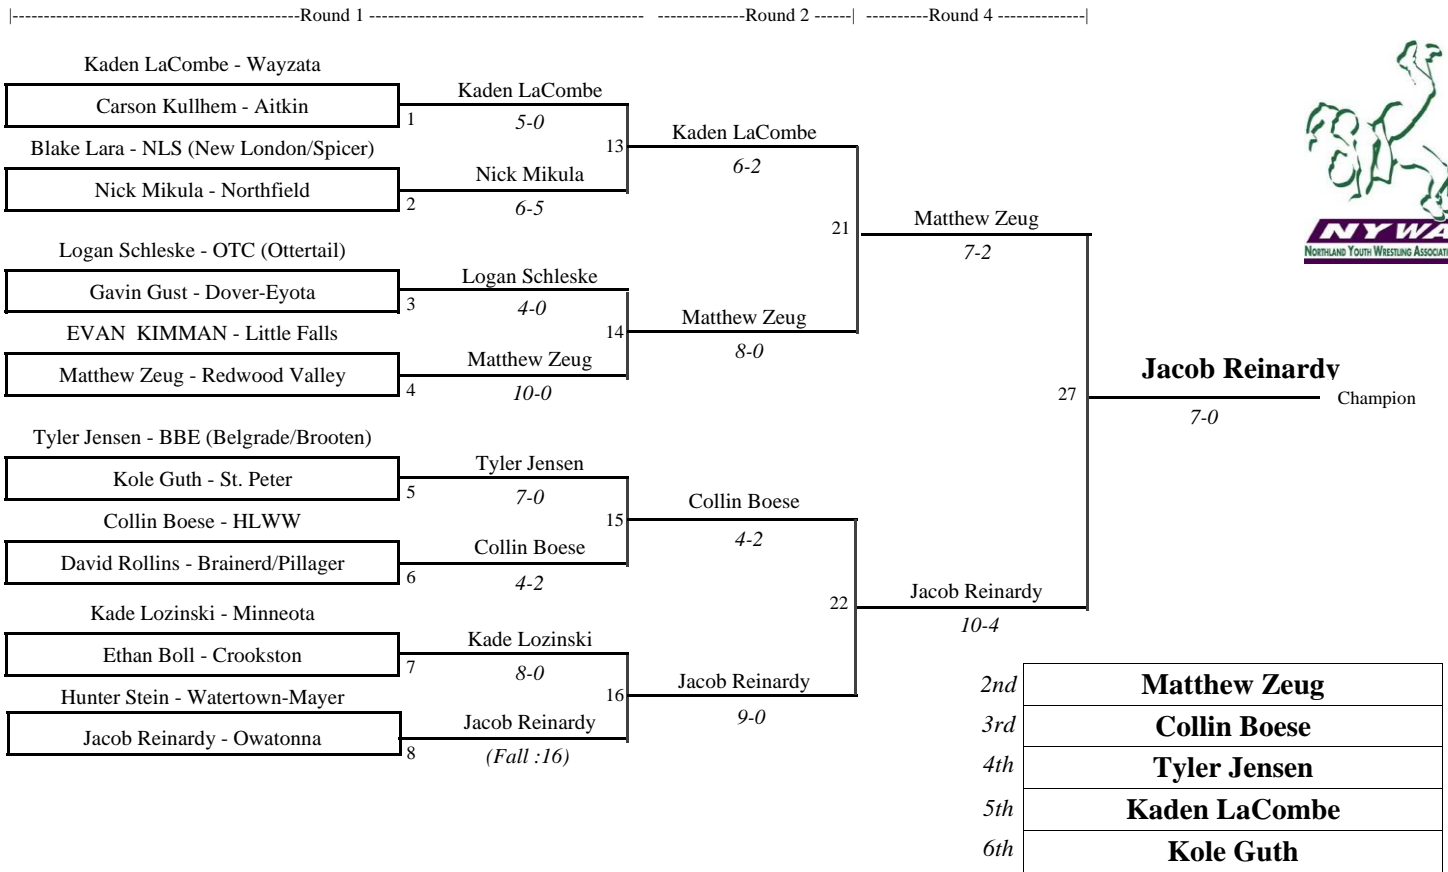 |----------------------------------------------Round 1 -------------------------------------------- --------------Round 2 ------| ----------Round 4 --------------|
Kaden LaCombe - Wayzata
Carson Kullhem - Aitkin
1
Kaden LaCombe
5-0
Blake Lara - NLS (New London/Spicer)
Nick Mikula - Northfield
2
Nick Mikula
6-5
13
Kaden LaCombe
6-2
Logan Schleske - OTC (Ottertail)
Gavin Gust - Dover-Eyota
3
Logan Schleske
4-0
EVAN  KIMMAN - Little Falls
Matthew Zeug - Redwood Valley
4
Matthew Zeug
10-0
14
Matthew Zeug
8-0
21
Matthew Zeug
7-2
Tyler Jensen - BBE (Belgrade/Brooten)
Kole Guth - St. Peter
5
Tyler Jensen
7-0
Collin Boese - HLWW
David Rollins - Brainerd/Pillager
6
Collin Boese
4-2
15
Collin Boese
4-2
Kade Lozinski - Minneota
Ethan Boll - Crookston
7
Kade Lozinski
8-0
Hunter Stein - Watertown-Mayer
Jacob Reinardy - Owatonna
8
Jacob Reinardy
(Fall :16)
16
Jacob Reinardy
9-0
22
Jacob Reinardy
10-4
27
Jacob Reinardy
7-0
Champion
NYWA
NORTHLAND YOUTH WRESTLING
2nd Matthew Zeug
3rd Collin Boese
4th Tyler Jensen
5th Kaden LaCombe
6th Kole Guth